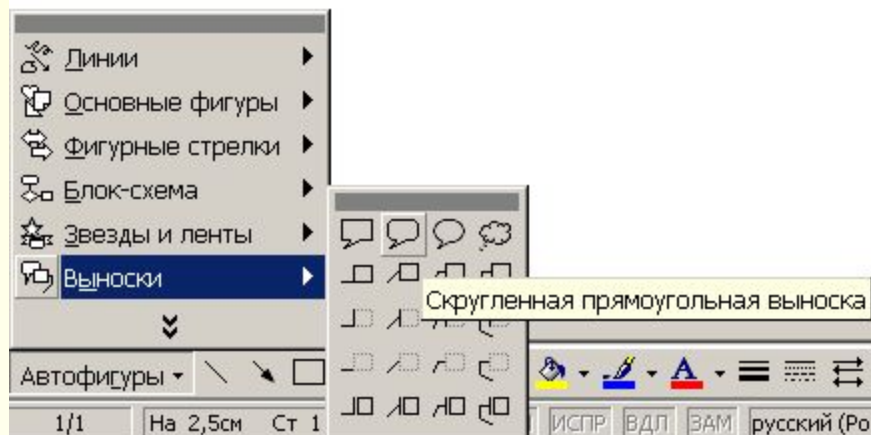 Линии
Основные фигуры
Фигурные стрелки
Блок-схема
Звезды и ленты
Выноски
Скругленная прямоугольная выноска
Автофигуры
А
1/1 На 2,5см Ст 1 ИСПР ВДЛ ЗАМ русский (Ро